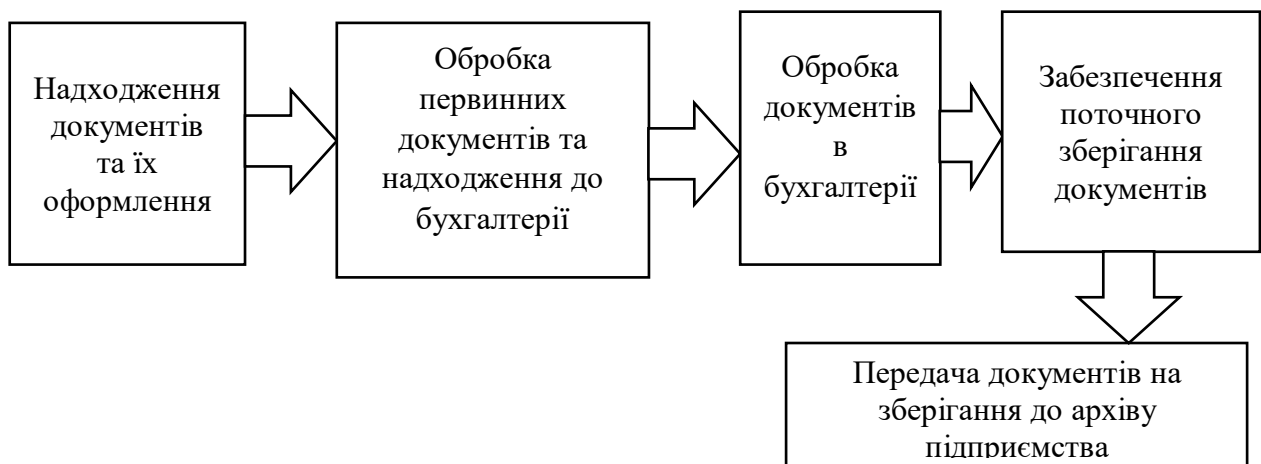 Надходження
документів
та їх
оформлення
Обробка
первинних
документів та
надходження до
бухгалтерії
Обробка
документів
в
бухгалтерії
Забезпечення
поточного
зберігання
документів
Передача документів на
зберігання до архіву
підприємства